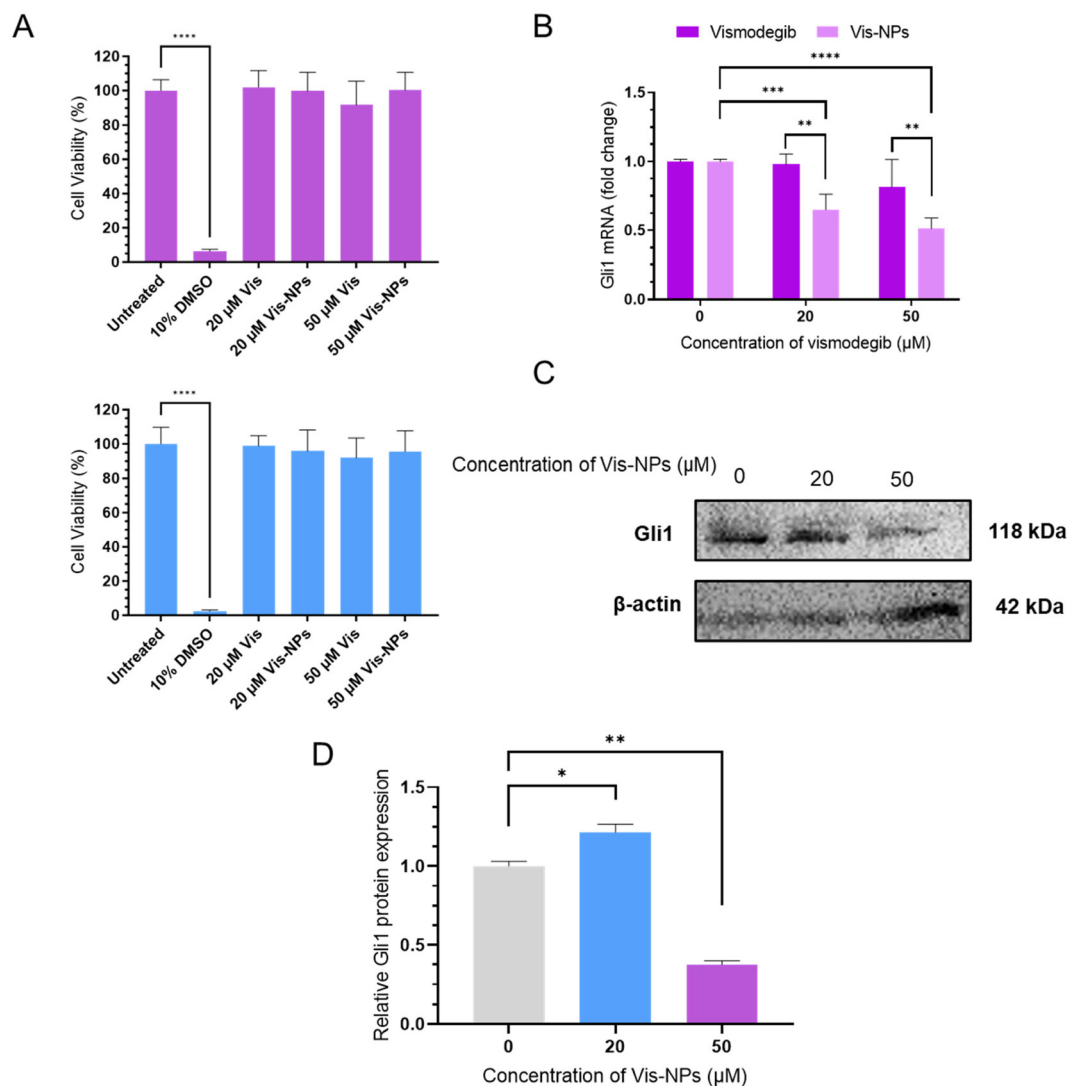 A
****
Cell Viability (%)
120
100
80
60
40
20
0
Untreated
10% DMSO
20 µM Vis
20 µM Vis-NPs
50 µM Vis
50 µM Vis-NPs
****
Cell Viability (%)
120
100
80
60
40
20
0
Untreated
10% DMSO
20 µM Vis
20 µM Vis-NPs
50 µM Vis
50 µM Vis-NPs
B
Vismodegib Vis-NPs
****
***
** **
Gli1 mRNA (fold change)
1.5
1.0
0.5
0.0
0 20 50
Concentration of vismodegib (µM)
C
Concentration of Vis-NPs (µM) 0 20 50
Gli1 118 kDa
β-actin 42 kDa
D
**
*
Relative Gli1 protein expression
1.5
1.0
0.5
0.0
0 20 50
Concentration of Vis-NPs (µM)